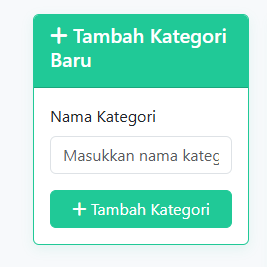 + Tambah Kategori
Baru
Nama Kategori
Masukkan nama kateg
+ Tambah Kategori